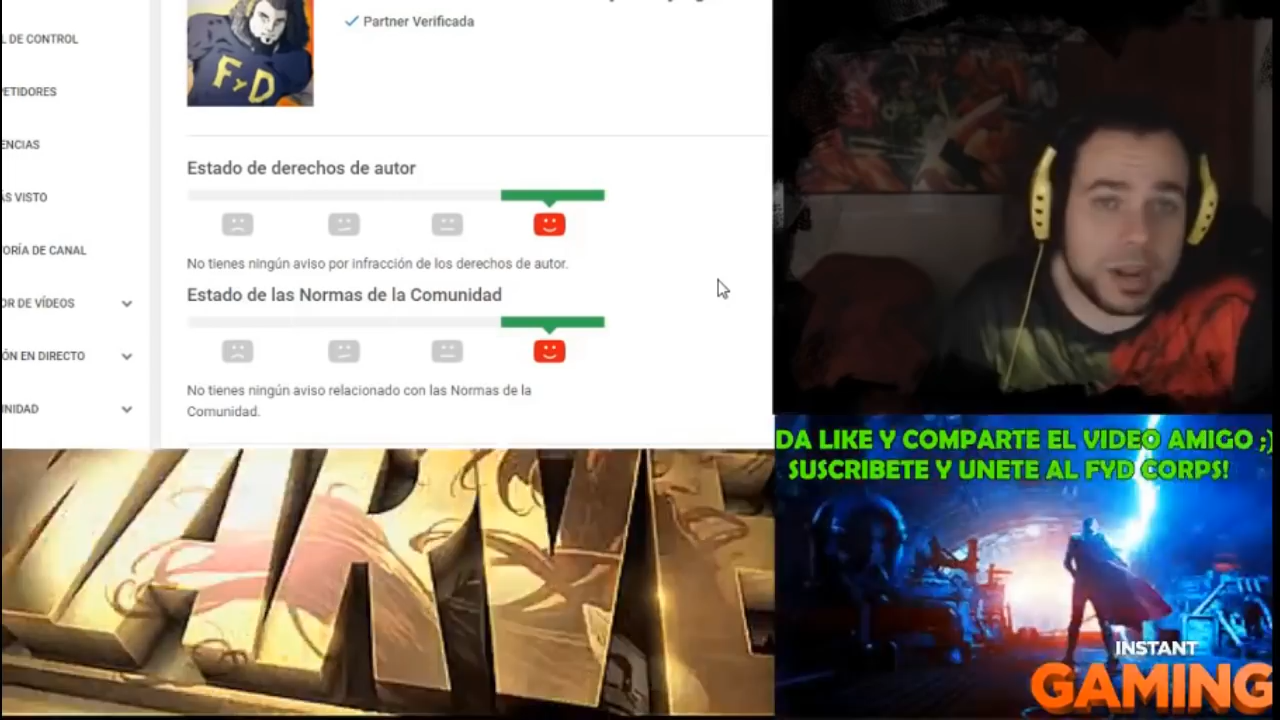 Partner Verificada
L DE CONTROL
ETIDORES
ENCIAS
ÁS VISTO
ORÍA DE CANAL
OR DE VÍDEOS
ÓN EN DIRECTO
NIDAD
FyD
Estado de derechos de autor
No tienes ningún aviso por infracción de los derechos de autor.
Estado de las Normas de la Comunidad
No tienes ningún aviso relacionado con las Normas de la
Comunidad.
DA LIKE Y COMPARTE EL VIDEO AMIGO ;)
SUSCRIBETE Y UNETE AL FYD CORPS!
INSTANT
GAMING